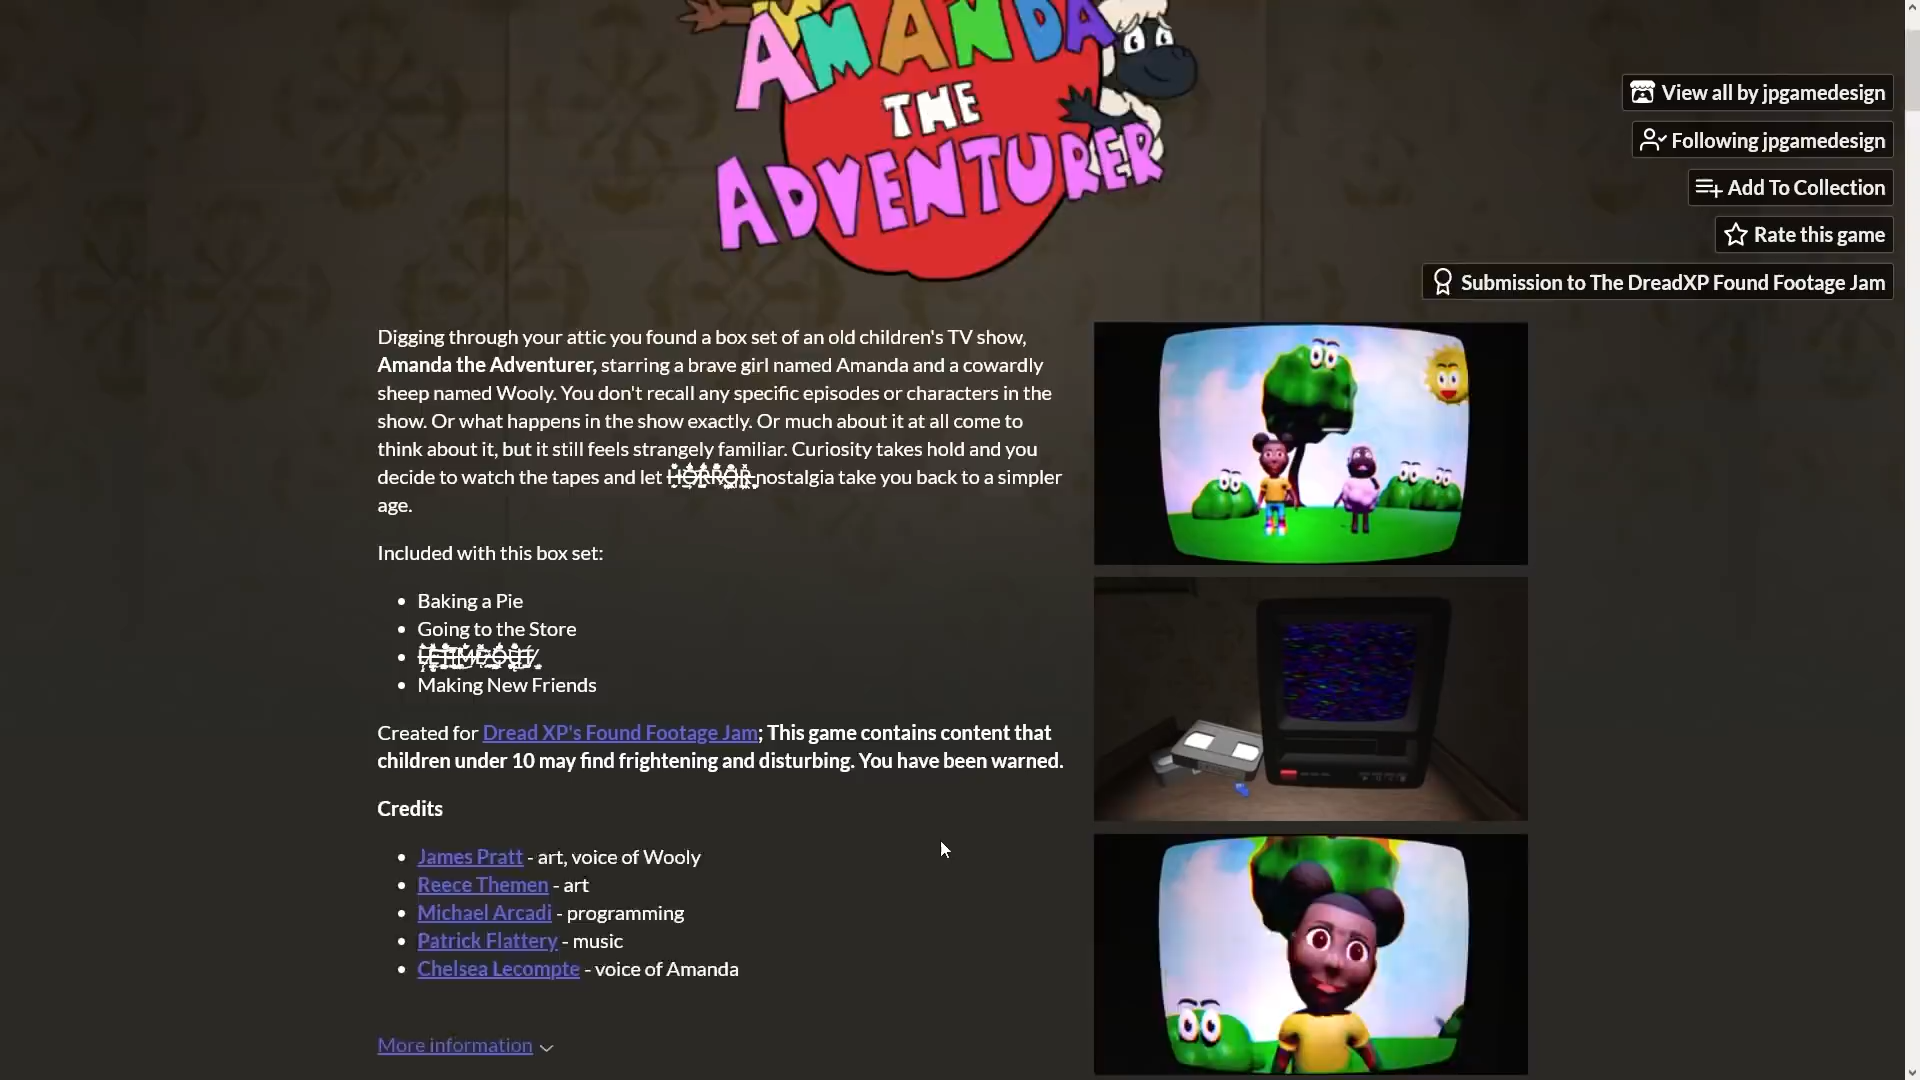 AMANDA
THE
ADVENTURER
View all by jpgamedesign
Following jpgamedesign
Add To Collection
Rate this game
Submission to The DreadXP Found Footage Jam
Digging through your attic you found a box set of an old children's TV show,
Amanda the Adventurer, starring a brave girl named Amanda and a cowardly
sheep named Wooly. You don't recall any specific episodes or characters in the
show. Or what happens in the show exactly. Or much about it at all come to
think about it, but it still feels strangely familiar. Curiosity takes hold and you
decide to watch the tapes and let HORROR nostalgia take you back to a simpler
age.
Included with this box set:
Baking a Pie
Going to the Store
LET ME OUT
Making New Friends
Created for Dread XP's Found Footage Jam; This game contains content that
children under 10 may find frightening and disturbing. You have been warned.
Credits
James Pratt - art, voice of Wooly
Reece Themen - art
Michael Arcadi - programming
Patrick Flattery - music
Chelsea Lecompte - voice of Amanda
More information